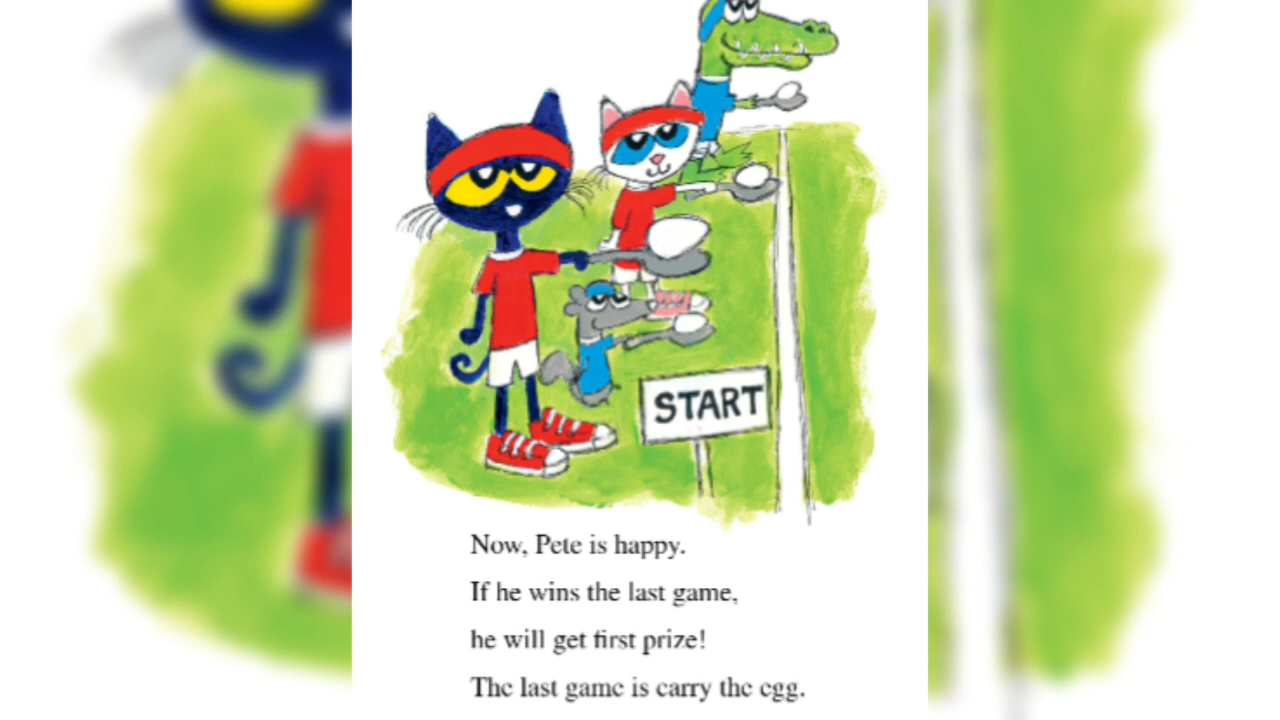 START
Now, Pete is happy.
If he wins the last game,
he will get first prize!
The last game is carry the egg.